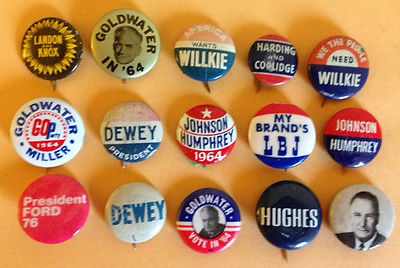 LANDON
AND
KNOX
GOLDWATER
IN '64
AMERICA
WANTS
WILLKIE
HARDING
AND
COOLIDGE
WE THE PEOPLE
NEED
WILLKIE
GOLDWATER
GOP
1964
MILLER
DEWEY
PRESIDENT
JOHNSON
HUMPHREY
1964
MY
BRAND'S
LBJ
JOHNSON
HUMPHREY
President
FORD
76
DEWEY
GOLDWATER
VOTE IN '64
HUGHES